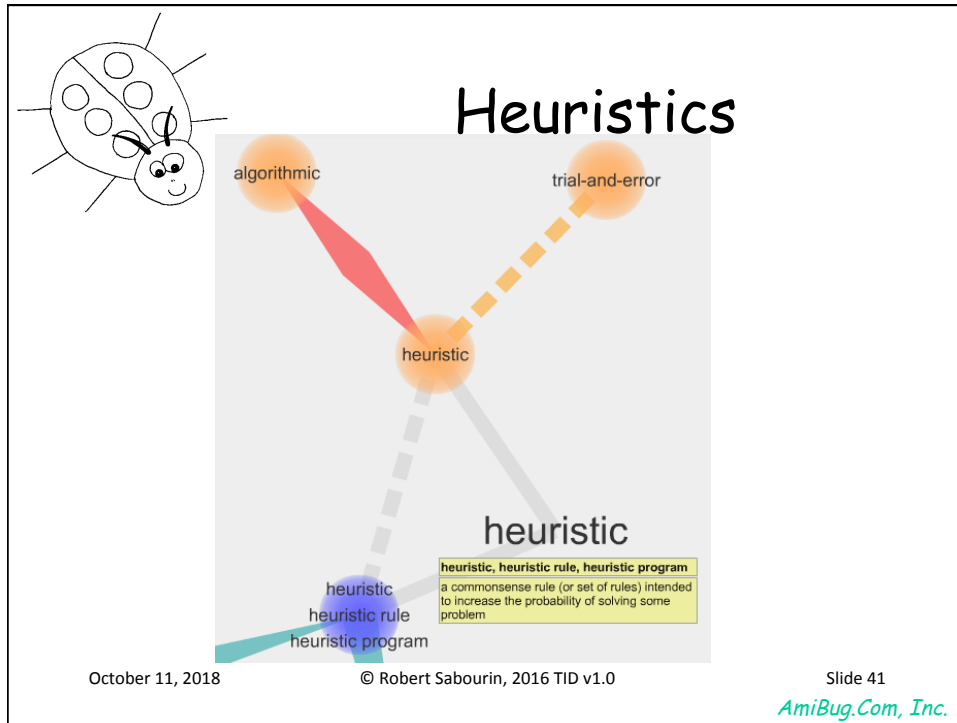 Heuristics
algorithmic
trial-and-error
heuristic
heuristic
heuristic, heuristic rule, heuristic program
a commonsense rule (or set of rules) intended
to increase the probability of solving some
problem
heuristic
heuristic rule
heuristic program
October 11, 2018
© Robert Sabourin, 2016 TID v1.0
Slide 41
AmiBug.Com, Inc.